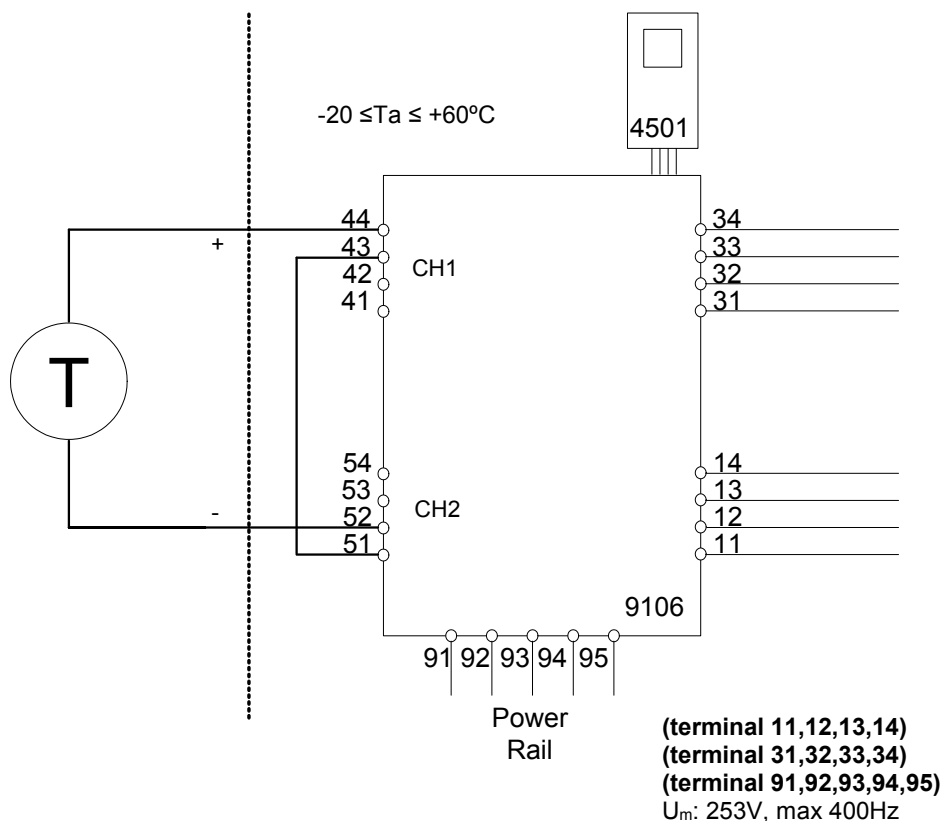 -20 ≤Ta ≤ +60ºC
4501
44
+
43
CH1
42
41
34
33
32
31
T
54
53
CH2
52
-
51
14
13
12
11
9106
91 92 93 94 95
Power
Rail
(terminal 11,12,13,14)
(terminal 31,32,33,34)
(terminal 91,92,93,94,95)
Um: 253V, max 400Hz